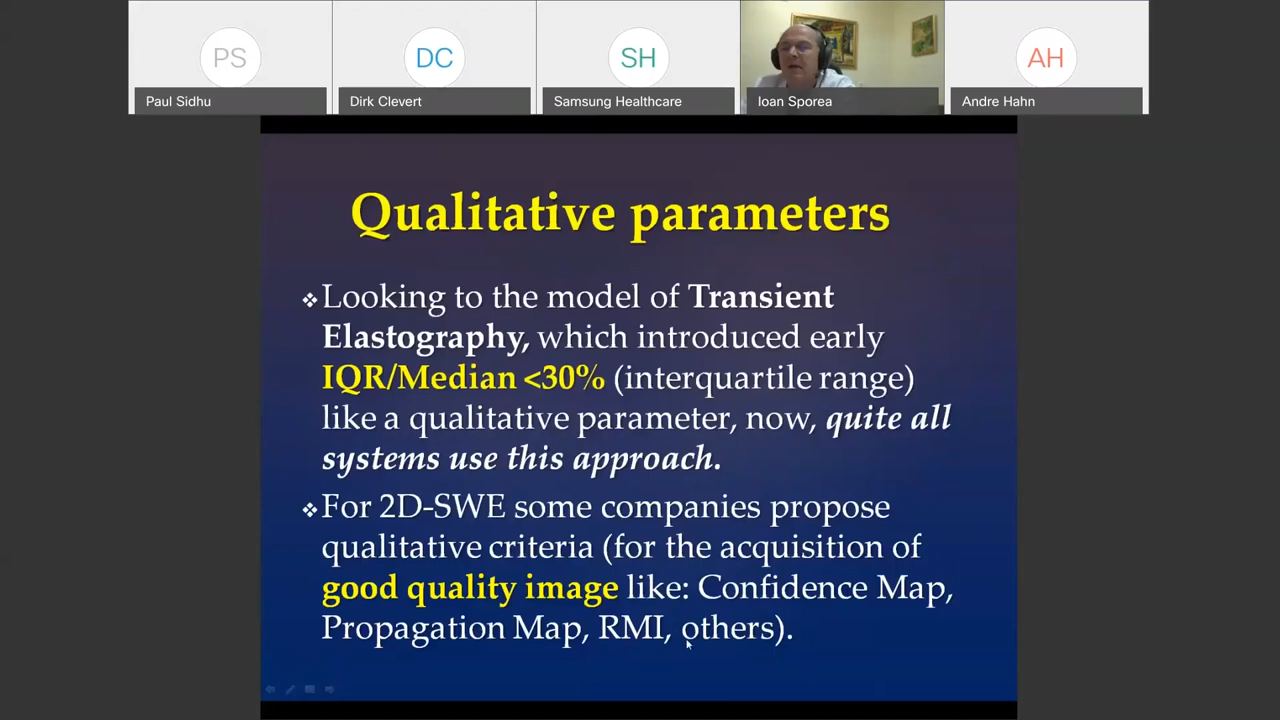 PS
DC
SH
AH
Paul Sidhu
Dirk Clevert
Samsung Healthcare
Ioan Sporea
Andre Hahn
Qualitative parameters
❖Looking to the model of Transient
Elastography, which introduced early
IQR/Median <30% (interquartile range)
like a qualitative parameter, now, quite all
systems use this approach.
❖For 2D-SWE some companies propose
qualitative criteria (for the acquisition of
good quality image like: Confidence Map,
Propagation Map, RMI, others).